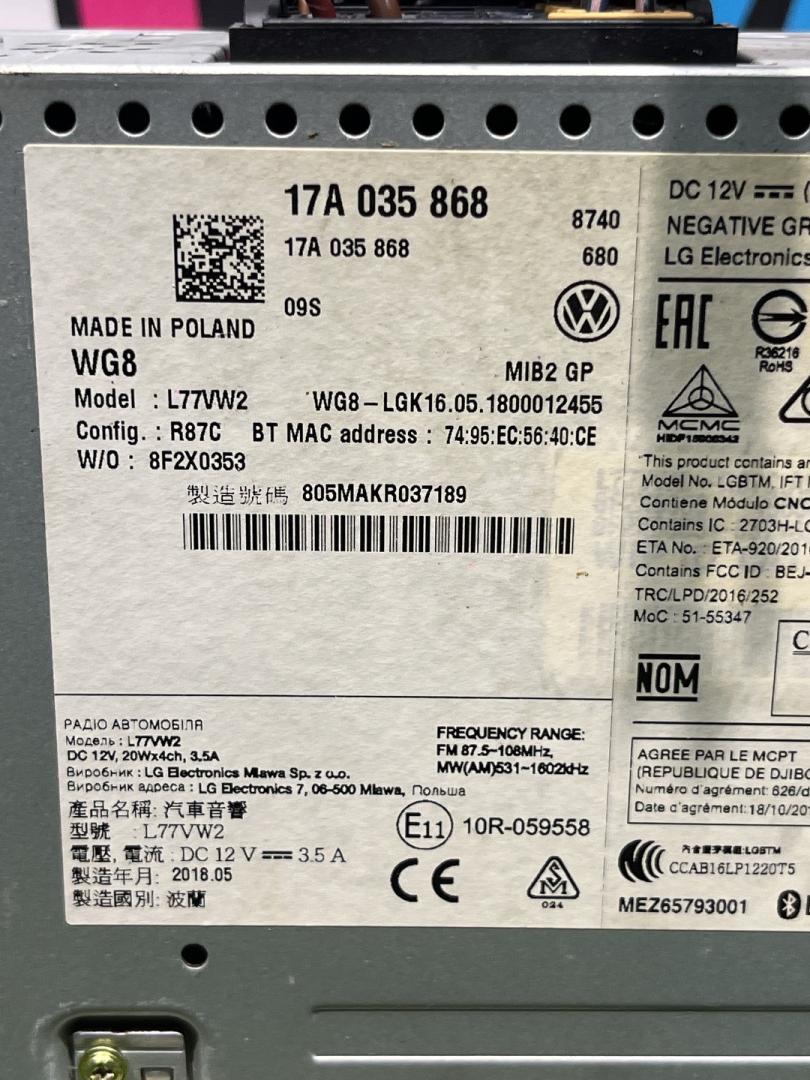 17A 035 868
17A 035 868
8740
680
09S
MADE IN POLAND
WG8
MIB2 GP
Model : L77VW2
WG8-LGK16.05.1800012455
Config. : R87C BT MAC address : 74:95:EC:56:40:CE
W/O : 8F2X0353
製造號碼 805MAKR037189
РАДІО АВТОМОБІЛЯ
Модель : L77VW2
DC 12V, 20Wx4ch, 3.5A
Виробник : LG Electronics Mlawa Sp. z o.o.
Виробник адреса : LG Electronics 7, 06-500 Mlawa, Польша
FREQUENCY RANGE:
FM 87.5~108MHz,
MW(AM)531~1602kHz
產品名稱: 汽車音響
型號 : L77VW2
電壓, 電流 : DC 12 V 3.5 A
製造年月: 2018.05
製造國別: 波蘭
E11 10R-059558
CE
SM
024
DC 12V
NEGATIVE GR
LG Electronics
EAC
R36216
RoHS
MCMC
"This product contains
Model No. LGBTM, IFT
Contiene Módulo CNC
Contains IC : 2703H-LG
ETA No. : ETA-920/201
Contains FCC ID : BEJ-
TRC/LPD/2016/252
MoC : 51-55347
NOM
AGREE PAR LE MCPT
(REPUBLIQUE DE DJIBO
Numéro d'agrément: 626/d
Date d'agrément: 18/10/201
CCAB16LP1220T5
MEZ65793001